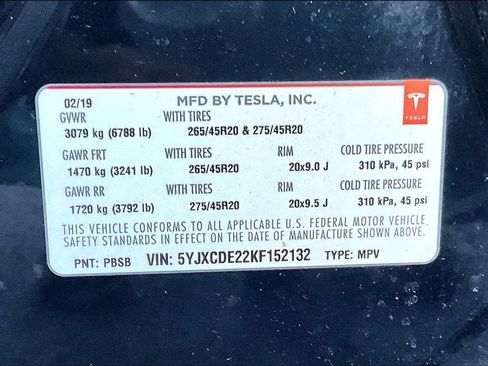 02/19 MFD BY TESLA, INC.
GVWR WITH TIRES
3079 kg (6788 lb) 265/45R20 & 275/45R20
GAWR FRT WITH TIRES RIM COLD TIRE PRESSURE
1470 kg (3241 lb) 265/45R20 20x9.0 J 310 kPa, 45 psi
GAWR RR WITH TIRES RIM COLD TIRE PRESSURE
1720 kg (3792 lb) 275/45R20 20x9.5 J 310 kPa, 45 psi
THIS VEHICLE CONFORMS TO ALL APPLICABLE U.S. FEDERAL MOTOR VEHICLE
SAFETY STANDARDS IN EFFECT ON THE DATE OF MANUFACTURE SHOWN ABOVE.
PNT: PBSB VIN: 5YJXCDE22KF152132 TYPE: MPV
TESLA